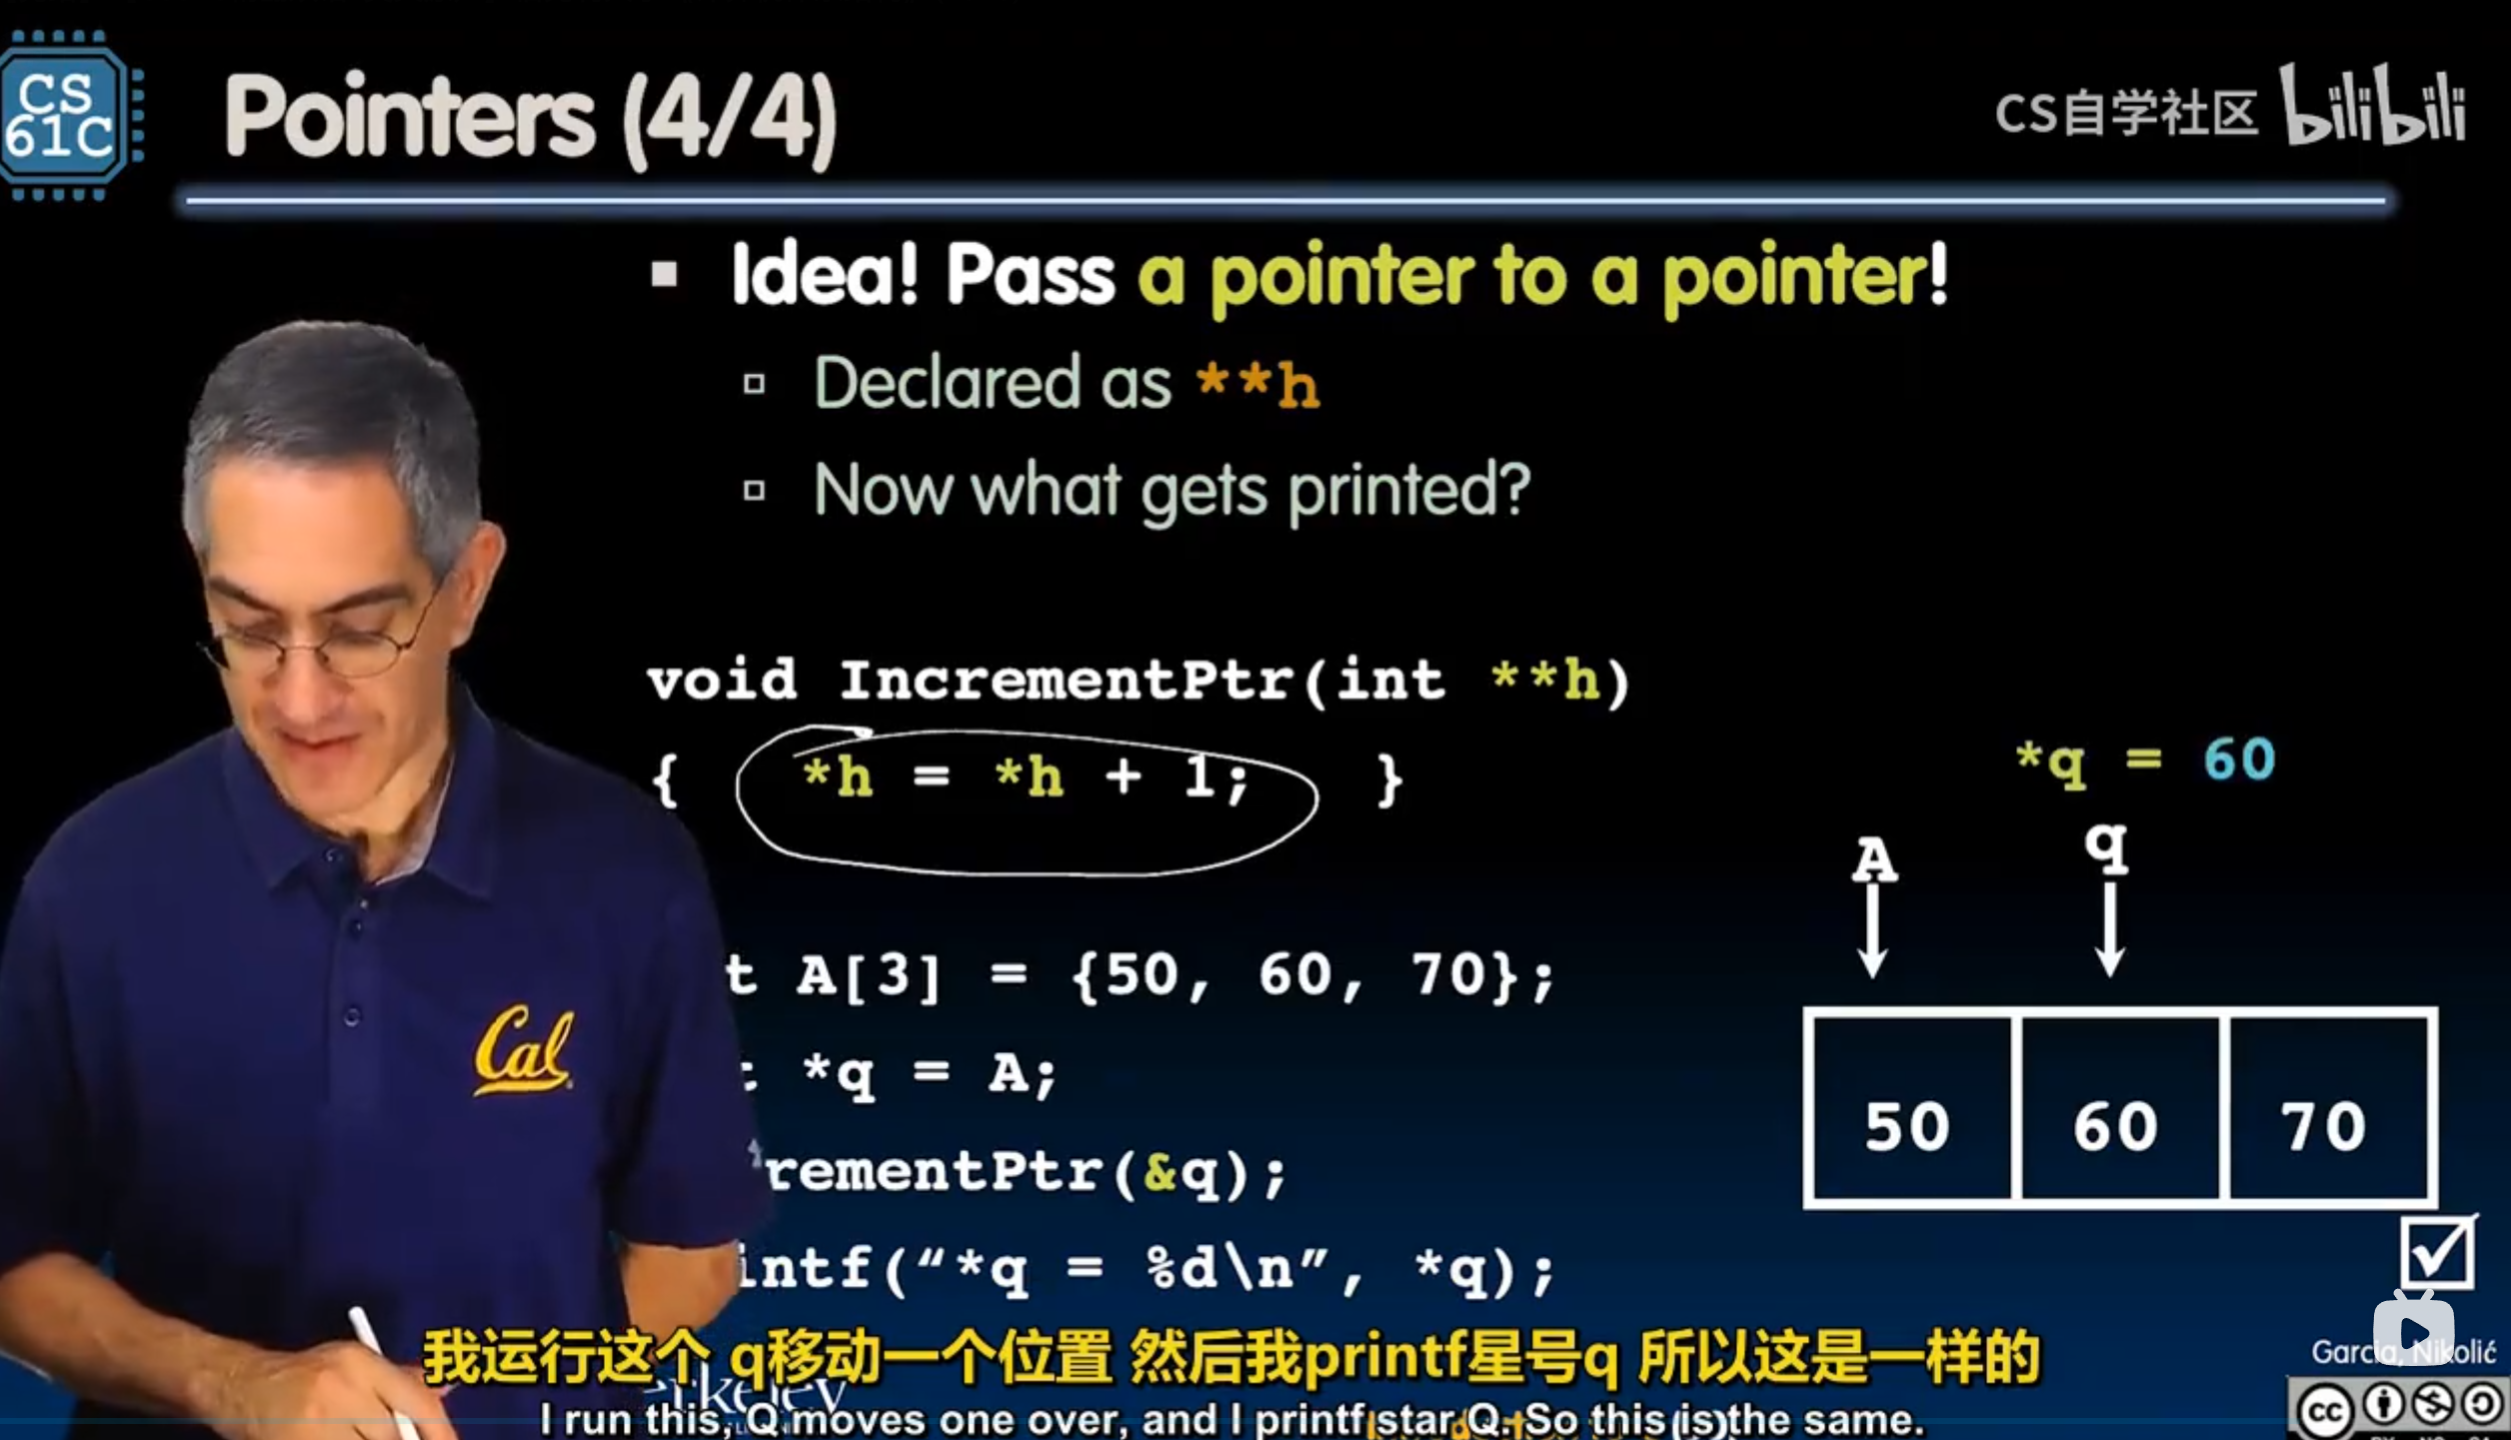 CS
61C
Pointers (4/4)
CS自学社区 bilibili
Idea! Pass a pointer to a pointer!
Declared as **h
Now what gets printed?
void IncrementPtr(int **h)
{ *h = *h + 1; }
*q = 60
A q
t A[3] = {50, 60, 70};
*q = A;
50 60 70
rementPtr(&q);
intf(“*q = %d\n”, *q);
Cal
Garcia, Nikolić
我运行这个 q移动一个位置 然后我printf星号q 所以这是一样的
I run this, Q moves one over, and I printf star Q. So this is the same.
cc